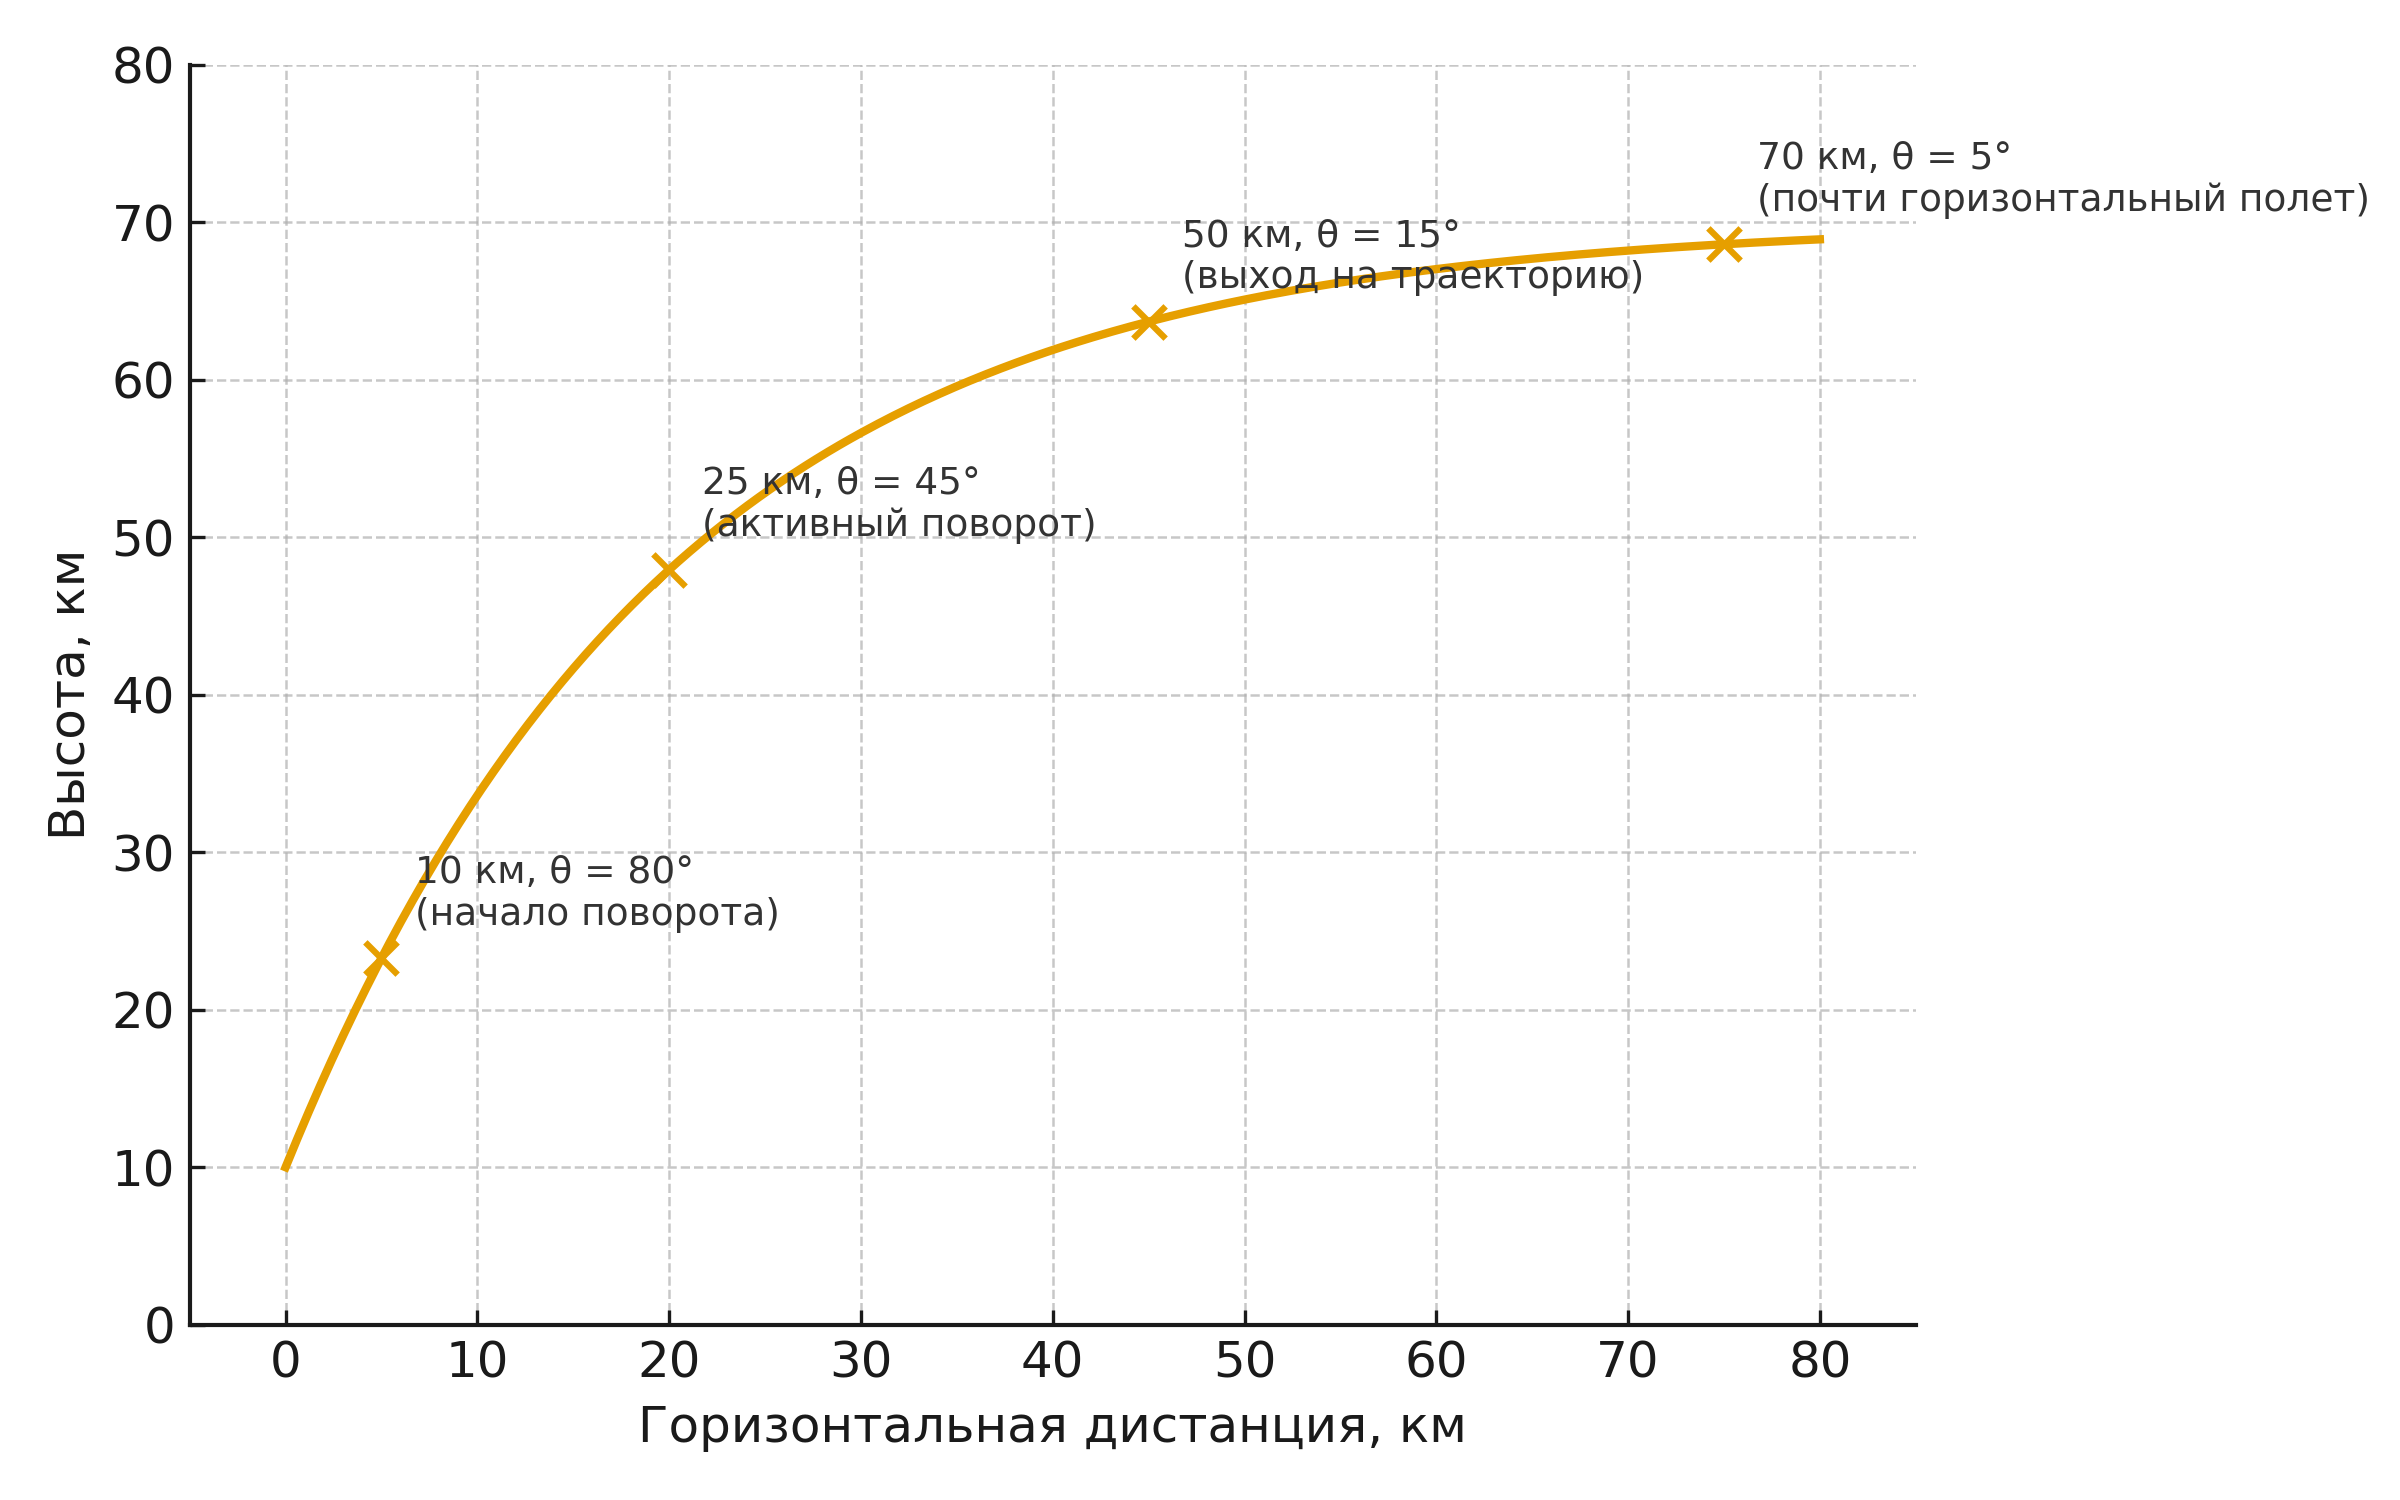 80
70
60
50
40
30
20
10
0
Высота, км
70 км, θ = 5°
(почти горизонтальный полет)
50 км, θ = 15°
(выход на траекторию)
25 км, θ = 45°
(активный поворот)
10 км, θ = 80°
(начало поворота)
0 10 20 30 40 50 60 70 80
Горизонтальная дистанция, км